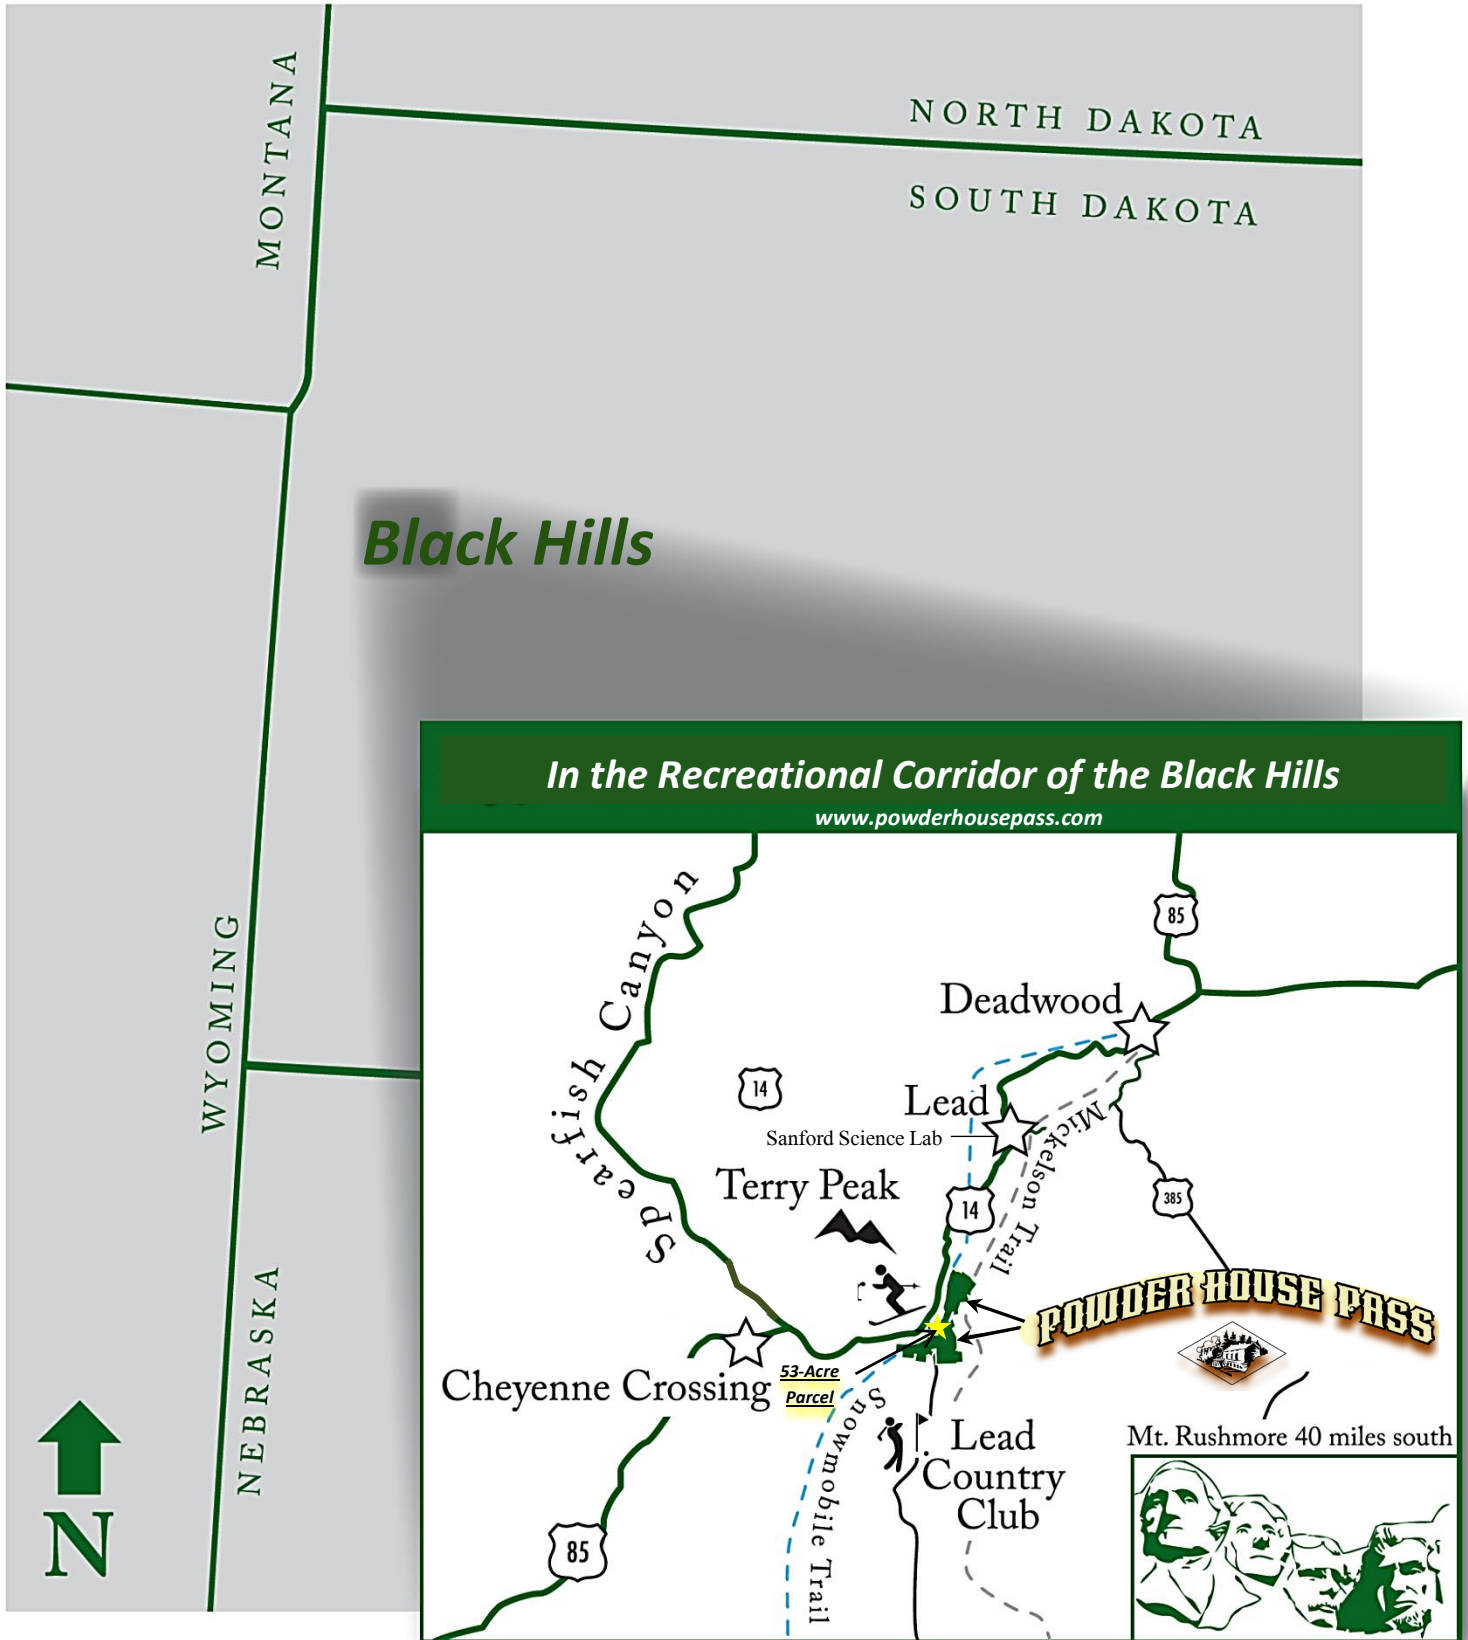 MONTANA
NORTH DAKOTA
SOUTH DAKOTA
Black Hills
WYOMING
NEBRASKA
N
In the Recreational Corridor of the Black Hills
www.powderhousepass.com
Spearfish Canyon
85
Deadwood
14
Lead
Sanford Science Lab
Mickelson Trail
Terry Peak
14
385
POWDER HOUSE PASS
Cheyenne Crossing
53-Acre
Parcel
Snowmobile Trail
Lead
Country
Club
Mt. Rushmore 40 miles south
85